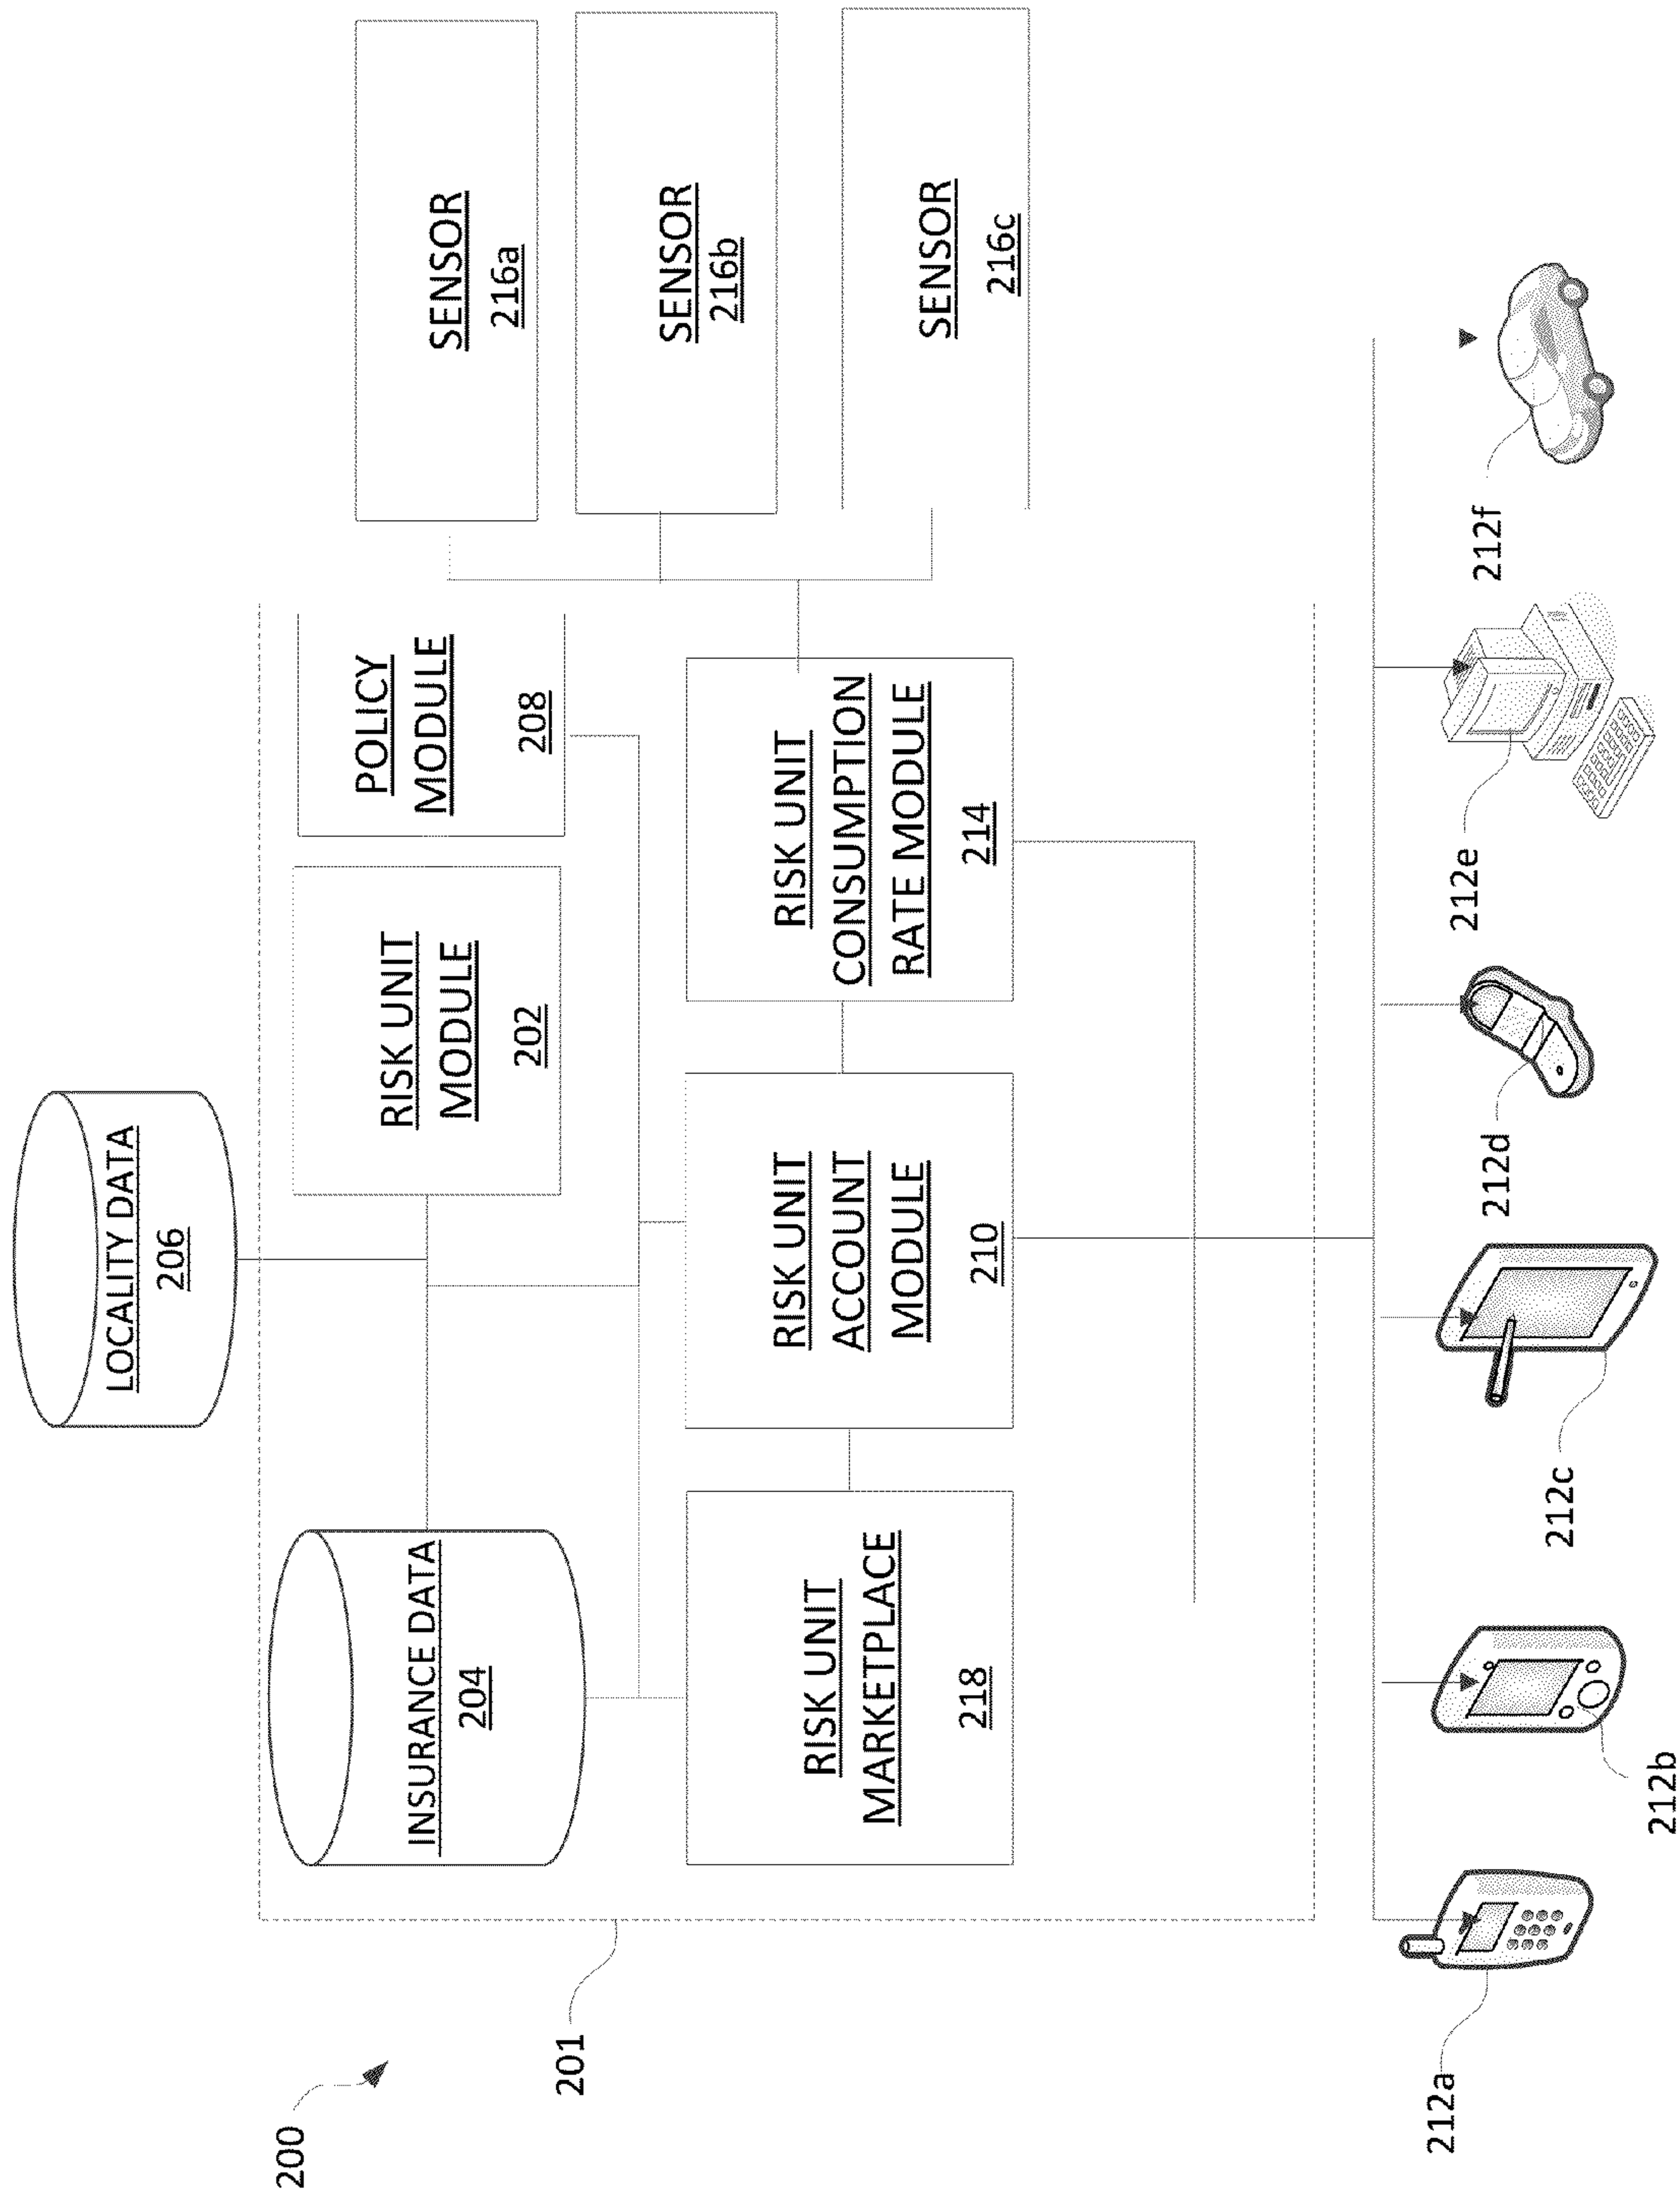 200
201
LOCALITY DATA
206
INSURANCE DATA
204
RISK UNIT
MODULE
202
POLICY
MODULE
208
RISK UNIT
MARKETPLACE
218
RISK UNIT
ACCOUNT
MODULE
210
RISK UNIT
CONSUMPTION
RATE MODULE
214
SENSOR
216a
SENSOR
216b
SENSOR
216c
212a
212b
212c
212d
212e
212f